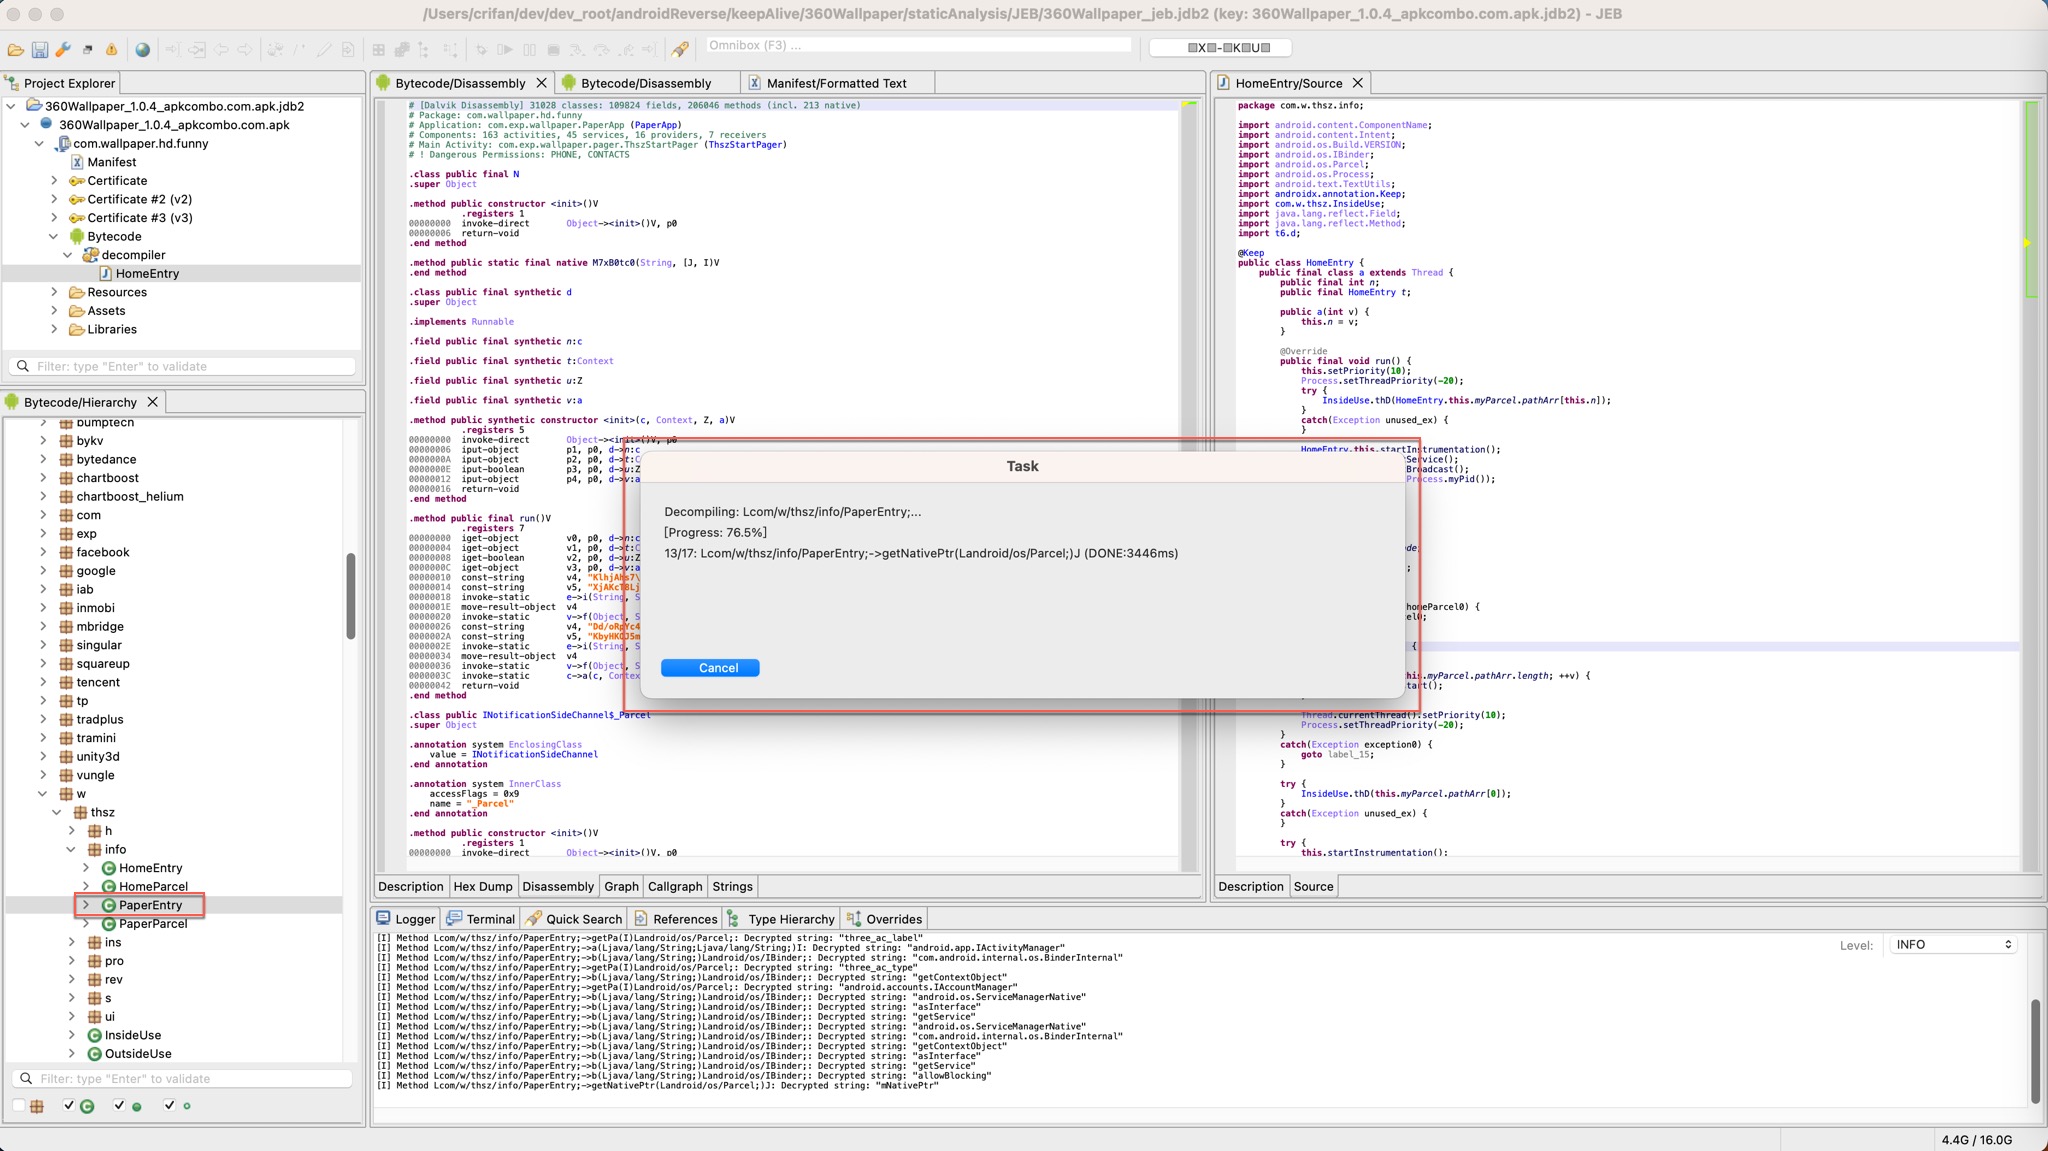 /Users/crifan/dev/dev_root/androidReverse/keepAlive/360Wallpaper/staticAnalysis/JEB/360Wallpaper_jeb.jdb2 (key: 360Wallpaper_1.0.4_apkcombo.com.apk.jdb2) - JEB
Omnibox (F3) ...
Project Explorer
360Wallpaper_1.0.4_apkcombo.com.apk.jdb2
360Wallpaper_1.0.4_apkcombo.com.apk
com.wallpaper.hd.funny
Manifest
Certificate
Certificate #2 (v2)
Certificate #3 (v3)
Bytecode
decompiler
HomeEntry
Resources
Assets
Libraries
Filter: type "Enter" to validate
Bytecode/Hierarchy
bumptech
bykv
bytedance
chartboost
chartboost_helium
com
exp
facebook
google
iab
inmobi
mbridge
singular
squareup
tencent
tp
tradplus
tramini
unity3d
vungle
w
thsz
h
info
HomeEntry
HomeParcel
PaperEntry
PaperParcel
ins
pro
rev
s
ui
InsideUse
OutsideUse
Filter: type "Enter" to validate
Bytecode/Disassembly
Bytecode/Disassembly
Manifest/Formatted Text
# [Dalvik Disassembly] 31028 classes: 109824 fields, 206046 methods (incl. 213 native)
# Package: com.wallpaper.hd.funny
# Application: com.exp.wallpaper.PaperApp (PaperApp)
# Components: 163 activities, 45 services, 16 providers, 7 receivers
# Main Activity: com.exp.wallpaper.pager.ThszStartPager (ThszStartPager)
# ! Dangerous Permissions: PHONE, CONTACTS
.class public final N
.super Object
.method public constructor <init>()V
.registers 1
00000000 invoke-direct Object-><init>()V, p0
00000006 return-void
.end method
.method public static final native M7xB0tc0(String, [J, I)V
.end method
.class public final synthetic d
.super Object
.implements Runnable
.field public final synthetic n:c
.field public final synthetic t:Context
.field public final synthetic u:Z
.field public final synthetic v:a
.method public synthetic constructor <init>(c, Context, Z, a)V
.registers 5
00000000 invoke-direct Object-><init>()V, p0
00000006 iput-object p1, p0, d->n:c
0000000A iput-object p2, p0, d->t:C
0000000E iput-boolean p3, p0, d->u:Z
00000012 iput-object p4, p0, d->v:a
00000016 return-void
.end method
.method public final run()V
.registers 7
00000000 iget-object v0, p0, d->n:c
00000004 iget-object v1, p0, d->t:C
00000008 iget-boolean v2, p0, d->u:Z
0000000C iget-object v3, p0, d->v:a
00000010 const-string v4, "KlhjAhs7\
00000014 const-string v5, "XjAKcTBLj
00000018 invoke-static e->i(String, S
0000001E move-result-object v4
00000020 invoke-static v->f(Object, S
00000026 const-string v4, "Dd/oRpYc4
0000002A const-string v5, "KbyHKOJ5m
0000002E invoke-static e->i(String, S
00000034 move-result-object v4
00000036 invoke-static v->f(Object, S
0000003C invoke-static c->a(c, Contex
00000042 return-void
.end method
.class public INotificationSideChannel$_Parcel
.super Object
.annotation system EnclosingClass
value = INotificationSideChannel
.end annotation
.annotation system InnerClass
accessFlags = 0x9
name = "_Parcel"
.end annotation
.method public constructor <init>()V
.registers 1
00000000 invoke-direct Object-><init>()V, p0
Description
Hex Dump
Disassembly
Graph
Callgraph
Strings
HomeEntry/Source
package com.w.thsz.info;
import android.content.ComponentName;
import android.content.Intent;
import android.os.Build.VERSION;
import android.os.IBinder;
import android.os.Parcel;
import android.os.Process;
import android.text.TextUtils;
import androidx.annotation.Keep;
import com.w.thsz.InsideUse;
import java.lang.reflect.Field;
import java.lang.reflect.Method;
import t6.d;
@Keep
public class HomeEntry {
public final class a extends Thread {
public final int n;
public final HomeEntry t;
public a(int v) {
this.n = v;
}
@Override
public final void run() {
this.setPriority(10);
Process.setThreadPriority(-20);
try {
InsideUse.thD(HomeEntry.this.myParcel.pathArr[this.n]);
}
catch(Exception unused_ex) {
}
HomeEntry.this.startInstrumentation();
Service();
Broadcast();
Process.myPid());
de;
;
homeParcel0) {
el0;
{
his.myParcel.pathArr.length; ++v) {
tart();
Thread.currentThread().setPriority(10);
Process.setThreadPriority(-20);
}
catch(Exception exception0) {
goto label_15;
}
try {
InsideUse.thD(this.myParcel.pathArr[0]);
}
catch(Exception unused_ex) {
}
try {
this.startInstrumentation();
Description
Source
Task
Decompiling: Lcom/w/thsz/info/PaperEntry;...
[Progress: 76.5%]
13/17: Lcom/w/thsz/info/PaperEntry;->getNativePtr(Landroid/os/Parcel;)J (DONE:3446ms)
Cancel
Logger
Terminal
Quick Search
References
Type Hierarchy
Overrides
[I] Method Lcom/w/thsz/info/PaperEntry;->getPa(I)Landroid/os/Parcel;: Decrypted string: "three_ac_label"
[I] Method Lcom/w/thsz/info/PaperEntry;->a(Ljava/lang/String;Ljava/lang/String;)I: Decrypted string: "android.app.IActivityManager"
[I] Method Lcom/w/thsz/info/PaperEntry;->b(Ljava/lang/String;)Landroid/os/IBinder;: Decrypted string: "com.android.internal.os.BinderInternal"
[I] Method Lcom/w/thsz/info/PaperEntry;->getPa(I)Landroid/os/Parcel;: Decrypted string: "three_ac_type"
[I] Method Lcom/w/thsz/info/PaperEntry;->b(Ljava/lang/String;)Landroid/os/IBinder;: Decrypted string: "getContextObject"
[I] Method Lcom/w/thsz/info/PaperEntry;->getPa(I)Landroid/os/Parcel;: Decrypted string: "android.accounts.IAccountManager"
[I] Method Lcom/w/thsz/info/PaperEntry;->b(Ljava/lang/String;)Landroid/os/IBinder;: Decrypted string: "android.os.ServiceManagerNative"
[I] Method Lcom/w/thsz/info/PaperEntry;->b(Ljava/lang/String;)Landroid/os/IBinder;: Decrypted string: "asInterface"
[I] Method Lcom/w/thsz/info/PaperEntry;->b(Ljava/lang/String;)Landroid/os/IBinder;: Decrypted string: "getService"
[I] Method Lcom/w/thsz/info/PaperEntry;->b(Ljava/lang/String;)Landroid/os/IBinder;: Decrypted string: "android.os.ServiceManagerNative"
[I] Method Lcom/w/thsz/info/PaperEntry;->b(Ljava/lang/String;)Landroid/os/IBinder;: Decrypted string: "com.android.internal.os.BinderInternal"
[I] Method Lcom/w/thsz/info/PaperEntry;->b(Ljava/lang/String;)Landroid/os/IBinder;: Decrypted string: "getContextObject"
[I] Method Lcom/w/thsz/info/PaperEntry;->b(Ljava/lang/String;)Landroid/os/IBinder;: Decrypted string: "asInterface"
[I] Method Lcom/w/thsz/info/PaperEntry;->b(Ljava/lang/String;)Landroid/os/IBinder;: Decrypted string: "getService"
[I] Method Lcom/w/thsz/info/PaperEntry;->b(Ljava/lang/String;)Landroid/os/IBinder;: Decrypted string: "allowBlocking"
[I] Method Lcom/w/thsz/info/PaperEntry;->getNativePtr(Landroid/os/Parcel;)J: Decrypted string: "mNativePtr"
Level:
INFO
4.4G / 16.0G